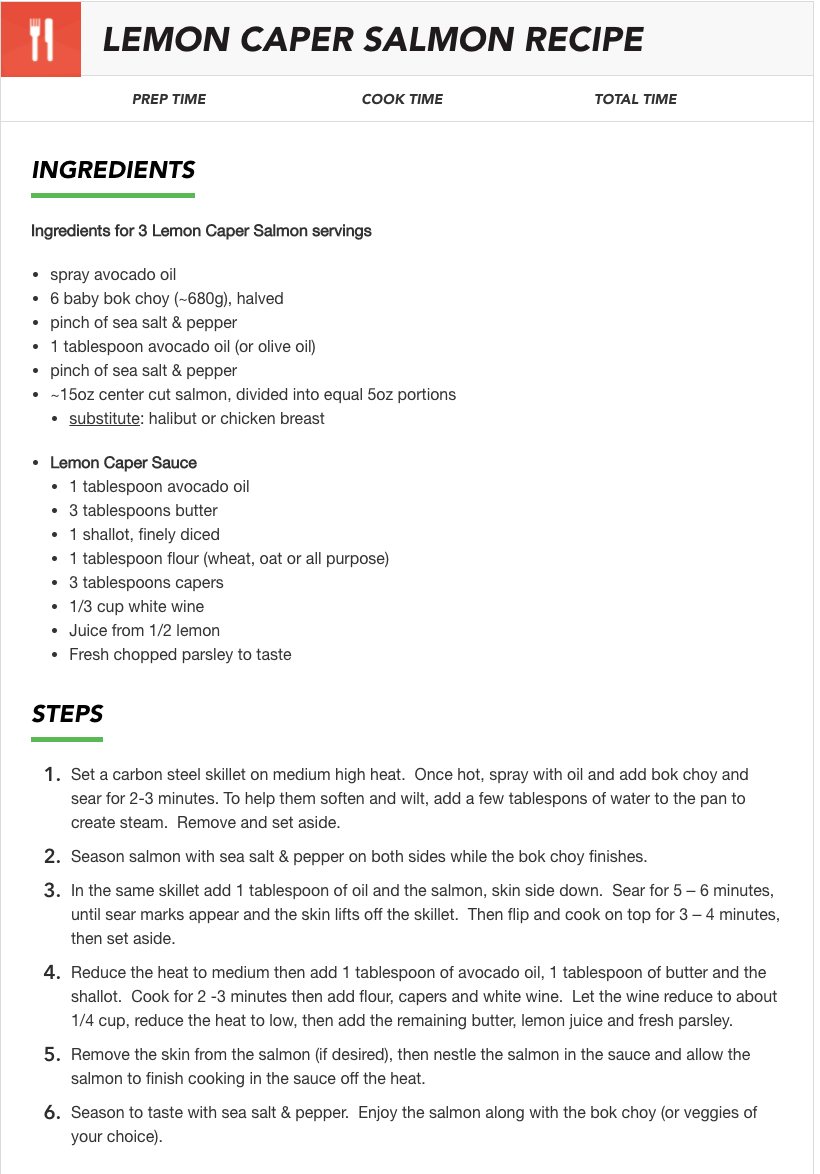 LEMON CAPER SALMON RECIPE
PREP TIME COOK TIME TOTAL TIME
INGREDIENTS
Ingredients for 3 Lemon Caper Salmon servings
• spray avocado oil
• 6 baby bok choy (~680g), halved
• pinch of sea salt & pepper
• 1 tablespoon avocado oil (or olive oil)
• pinch of sea salt & pepper
• ~15oz center cut salmon, divided into equal 5oz portions
• substitute: halibut or chicken breast
• Lemon Caper Sauce
• 1 tablespoon avocado oil
• 3 tablespoons butter
• 1 shallot, finely diced
• 1 tablespoon flour (wheat, oat or all purpose)
• 3 tablespoons capers
• 1/3 cup white wine
• Juice from 1/2 lemon
• Fresh chopped parsley to taste
STEPS
1. Set a carbon steel skillet on medium high heat.  Once hot, spray with oil and add bok choy and
sear for 2-3 minutes. To help them soften and wilt, add a few tablespoons of water to the pan to
create steam.  Remove and set aside.
2. Season salmon with sea salt & pepper on both sides while the bok choy finishes.
3. In the same skillet add 1 tablespoon of oil and the salmon, skin side down.  Sear for 5 – 6 minutes,
until sear marks appear and the skin lifts off the skillet.  Then flip and cook on top for 3 – 4 minutes,
then set aside.
4. Reduce the heat to medium then add 1 tablespoon of avocado oil, 1 tablespoon of butter and the
shallot.  Cook for 2 -3 minutes then add flour, capers and white wine.  Let the wine reduce to about
1/4 cup, reduce the heat to low, then add the remaining butter, lemon juice and fresh parsley.
5. Remove the skin from the salmon (if desired), then nestle the salmon in the sauce and allow the
salmon to finish cooking in the sauce off the heat.
6. Season to taste with sea salt & pepper.  Enjoy the salmon along with the bok choy (or veggies of
your choice).